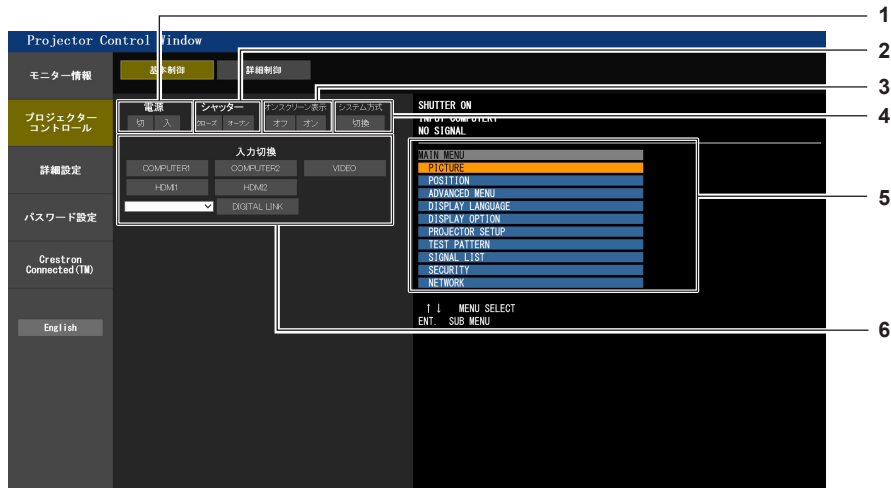 1
Projector Control Window
2
モニター情報
基本制御
詳細制御
3
プロジェクター
コントロール
電源
シャッター
オンスクリーン表示
システム方式
切
入
クローズ
オープン
オフ
オン
切換
4
SHUTTER ON
INPUT COMPUTER1
NO SIGNAL
入力切換
COMPUTER1
COMPUTER2
VIDEO
HDMI1
HDMI2
DIGITAL LINK
MAIN MENU
PICTURE
POSITION
ADVANCED MENU
DISPLAY LANGUAGE
DISPLAY OPTION
PROJECTOR SETUP
TEST PATTERN
SIGNAL LIST
SECURITY
NETWORK
5
詳細設定
パスワード設定
Crestron
Connected(TM)
↑↓ MENU SELECT
ENT. SUB MENU
English
6